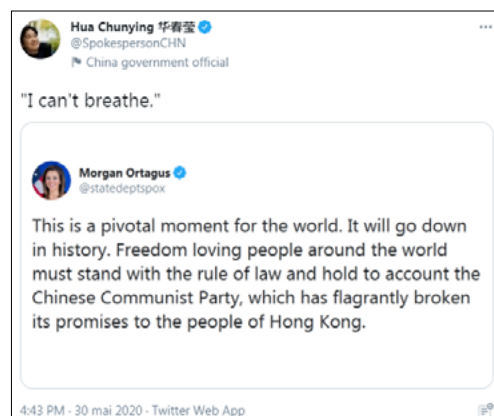 Hua Chunying 华春莹
@SpokespersonCHN
China government official
"I can't breathe."
Morgan Ortagus
@statedeptspox
This is a pivotal moment for the world. It will go down
in history. Freedom loving people around the world
must stand with the rule of law and hold to account the
Chinese Communist Party, which has flagrantly broken
its promises to the people of Hong Kong.
4:43 PM · 30 mai 2020 · Twitter Web App